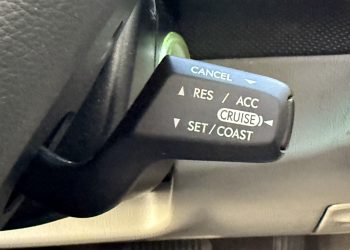 CANCEL
RES / ACC
CRUISE
SET/COAST